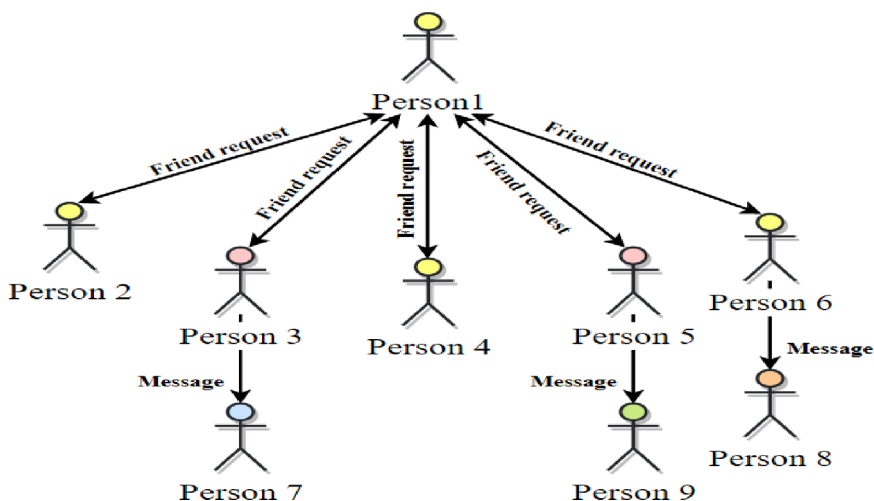 Person1
Friend request
Friend request
Friend request
Friend request
Friend request
Person 2
Person 3
Person 4
Person 5
Person 6
Message
Message
Message
Person 7
Person 9
Person 8